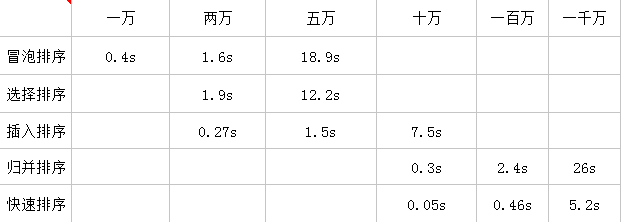 一万 两万 五万 十万 一百万 一千万
冒泡排序 0.4s 1.6s 18.9s
选择排序 1.9s 12.2s
插入排序 0.27s 1.5s 7.5s
归并排序 0.3s 2.4s 26s
快速排序 0.05s 0.46s 5.2s